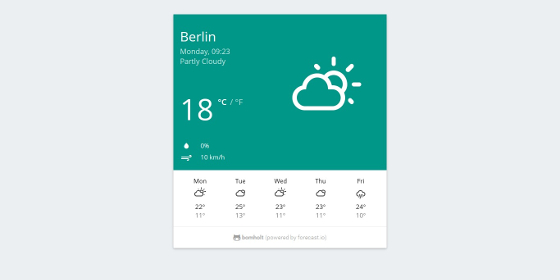 Berlin
Monday, 09:23
Partly Cloudy
18 °C / °F
0%
10 km/h
Mon Tue Wed Thu Fri
22° 25° 23° 23° 24°
11° 13° 11° 11° 10°
bomholt (powered by forecast.io)